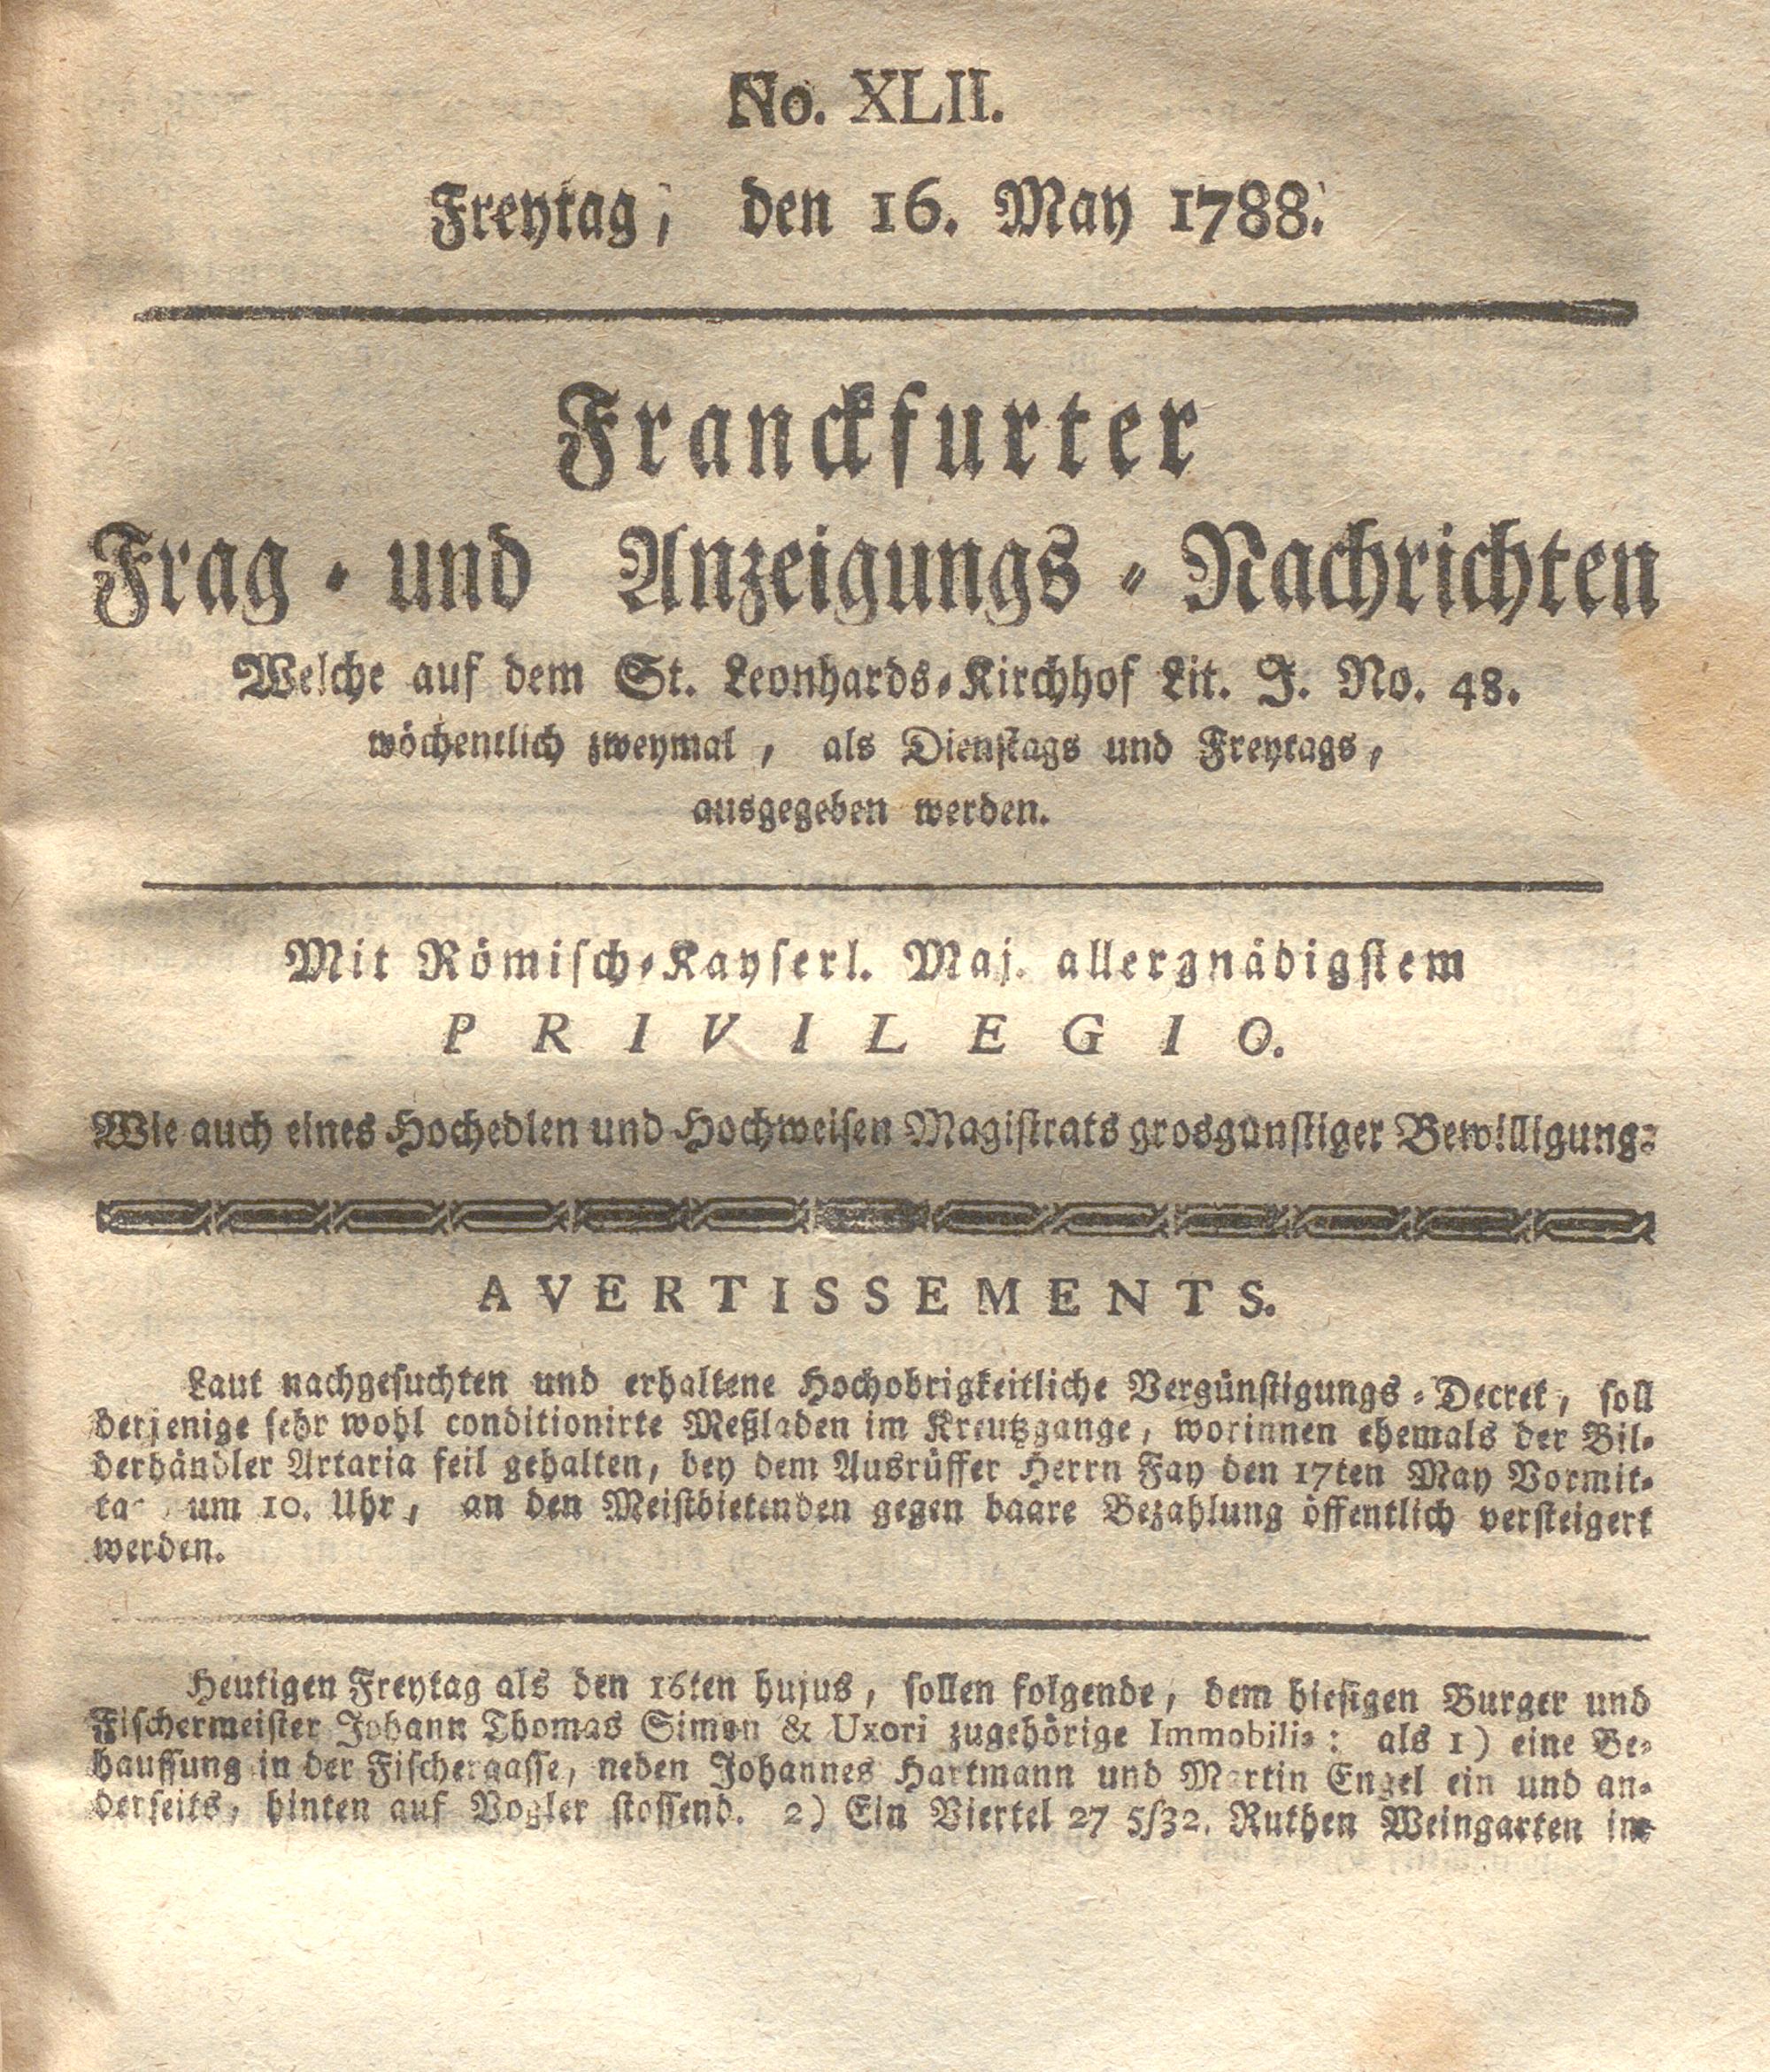 No. XLII.
Freytag, den 16. May 1788.
Franckfurter
Frag - und Anzeigungs - Nachrichten
Welche auf dem St. Leonhards-Kirchhof Lit. J. No. 48.
wöchentlich zweymal, als Dienstags und Freytags,
ausgegeben werden.
Mit Römisch-Kayserl. Maj. allergnädigstem
PRIVILEGIO.
Wie auch eines Hochedlen und Hochweisen Magistrats grosgünstiger Bewilligung.
AVERTISSEMENTS.
Laut nachgesuchten und erhaltene Hochobrigkeitliche Vergünstigungs-Decret, soll
derjenige sehr wohl conditionirte Meßladen im Kreutzgange, worinnen ehemals der Bil-
derhändler Artaria feil gehalten, bey dem Ausrüffer Herrn Fay den 17ten May Vormit-
ta um 10. Uhr, an den Meistbietenden gegen baare Bezahlung öffentlich versteigert
werden.
Heutigen Freytag als den 16ten hujus, sollen folgende, dem hiesigen Burger und
Fischermeister Johann Thomas Simon & Uxori zugehörige Immobilia: als 1) eine Be-
haussung in der Fischergasse, neben Johannes Hartmann und Martin Engel ein und an-
derseits, hinten auf Vogler stossend. 2) Ein Viertel 27 5/32. Ruthen Weingarten im